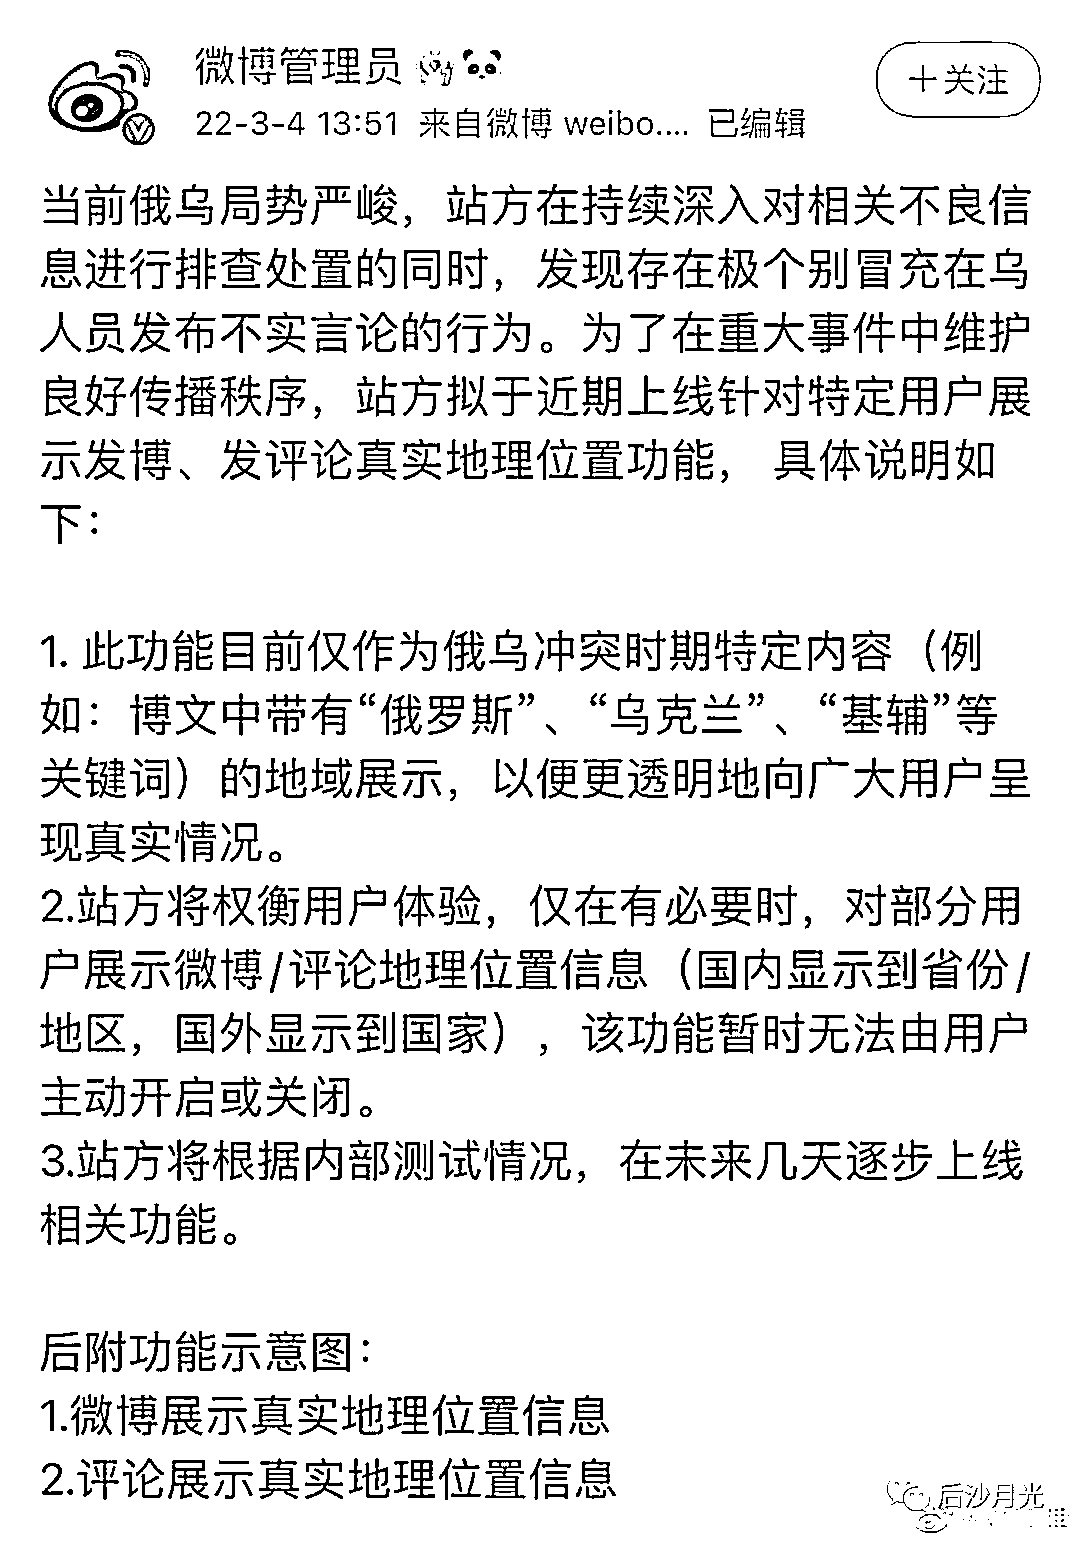 微博管理员
+关注
22-3-4 13:51 来自微博 weibo.... 已编辑
当前俄乌局势严峻，站方在持续深入对相关不良信
息进行排查处置的同时，发现存在极个别冒充在乌
人员发布不实言论的行为。为了在重大事件中维护
良好传播秩序，站方拟于近期上线针对特定用户展
示发博、发评论真实地理位置功能， 具体说明如
下：
1. 此功能目前仅作为俄乌冲突时期特定内容（例
如：博文中带有“俄罗斯”、“乌克兰”、“基辅”等
关键词）的地域展示，以便更透明地向广大用户呈
现真实情况。
2.站方将权衡用户体验，仅在有必要时，对部分用
户展示微博/评论地理位置信息（国内显示到省份/
地区，国外显示到国家），该功能暂时无法由用户
主动开启或关闭。
3.站方将根据内部测试情况，在未来几天逐步上线
相关功能。
后附功能示意图：
1.微博展示真实地理位置信息
2.评论展示真实地理位置信息
后沙月光